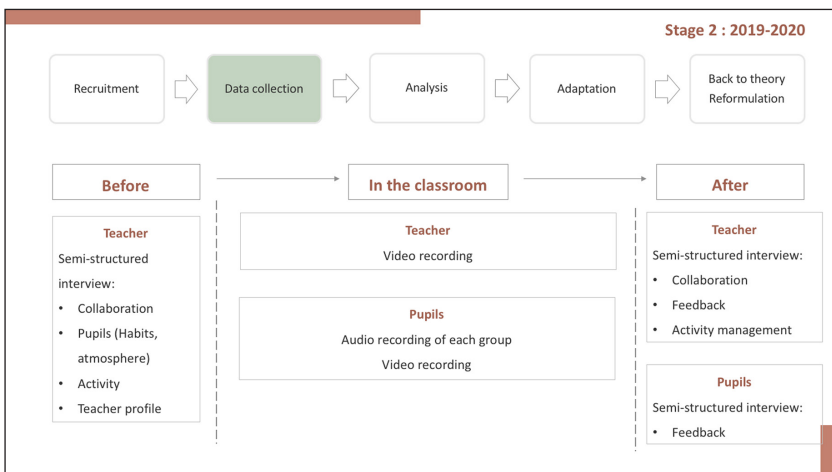 Stage 2 : 2019-2020
Recruitment
Data collection
Analysis
Adaptation
Back to theory
Reformulation
Before
In the classroom
After
Teacher
Semi-structured
interview:
• Collaboration
• Pupils (Habits,
atmosphere)
• Activity
• Teacher profile
Teacher
Video recording
Pupils
Audio recording of each group
Video recording
Teacher
Semi-structured interview:
• Collaboration
• Feedback
• Activity management
Pupils
Semi-structured interview:
• Feedback